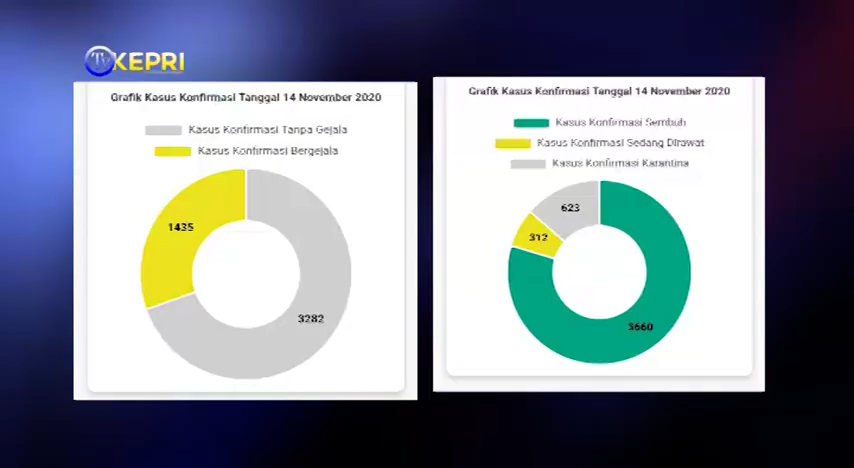 Tv KEPRI
Grafik Kasus Konfirmasi Tanggal 14 November 2020
Kasus Konfirmasi Tanpa Gejala
Kasus Konfirmasi Bergejala
1435
3282
Grafik Kasus Konfirmasi Tanggal 14 November 2020
Kasus Konfirmasi Sembuh
Kasus Konfirmasi Sedang Dirawat
Kasus Konfirmasi Karantina
623
312
3660